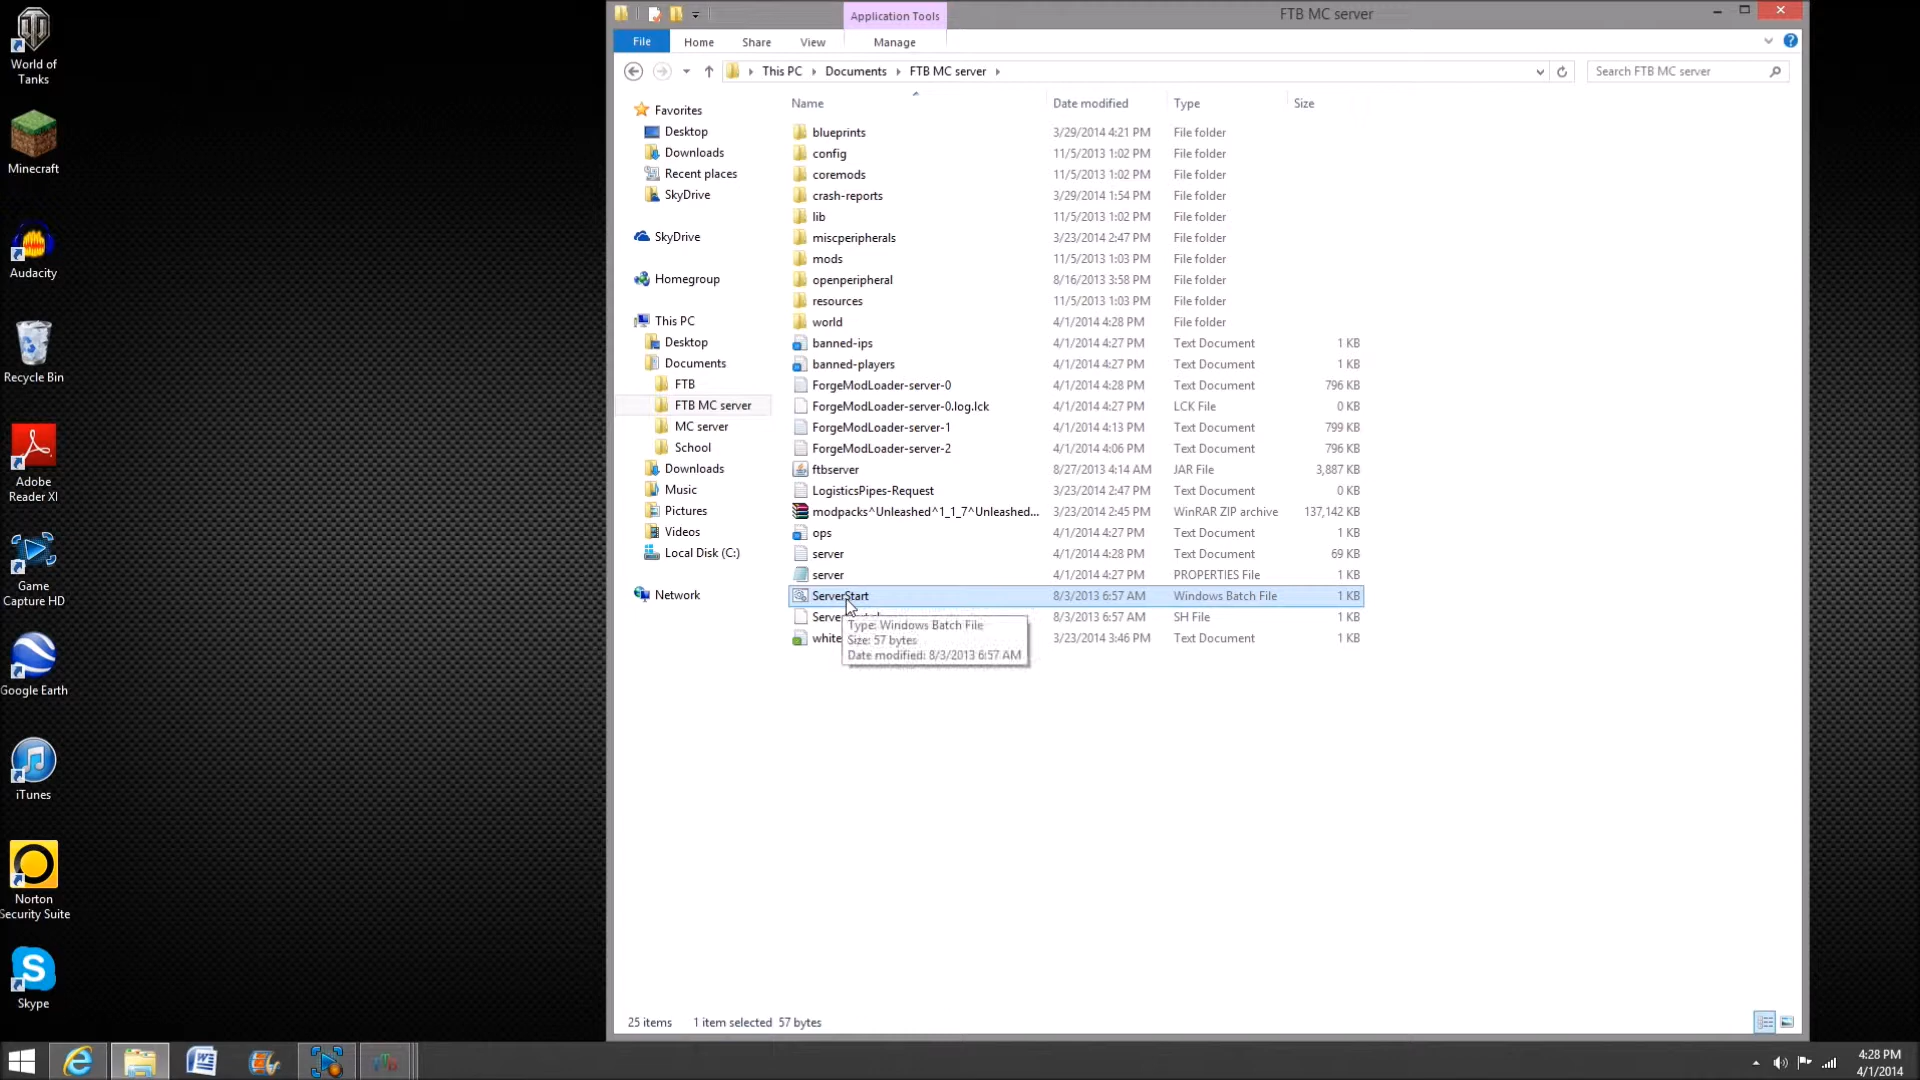 World of
Tanks
Minecraft
Audacity
Recycle Bin
Adobe
Reader XI
Game
Capture HD
Google Earth
iTunes
Norton
Security Suite
Skype
Application Tools
FTB MC server
File
Home
Share
View
Manage
This PC
Documents
FTB MC server
Search FTB MC server
Favorites
Desktop
Downloads
Recent places
SkyDrive
SkyDrive
Homegroup
This PC
Desktop
Documents
FTB
FTB MC server
MC server
School
Downloads
Music
Pictures
Videos
Local Disk (C:)
Network
Name Date modified Type Size
blueprints 3/29/2014 4:21 PM File folder
config 11/5/2013 1:02 PM File folder
coremods 11/5/2013 1:02 PM File folder
crash-reports 3/29/2014 1:54 PM File folder
lib 11/5/2013 1:02 PM File folder
miscperipherals 3/23/2014 2:47 PM File folder
mods 11/5/2013 1:03 PM File folder
openperipheral 8/16/2013 3:58 PM File folder
resources 11/5/2013 1:03 PM File folder
world 4/1/2014 4:28 PM File folder
banned-ips 4/1/2014 4:27 PM Text Document 1 KB
banned-players 4/1/2014 4:27 PM Text Document 1 KB
ForgeModLoader-server-0 4/1/2014 4:28 PM Text Document 796 KB
ForgeModLoader-server-0.log.lck 4/1/2014 4:27 PM LCK File 0 KB
ForgeModLoader-server-1 4/1/2014 4:13 PM Text Document 799 KB
ForgeModLoader-server-2 4/1/2014 4:06 PM Text Document 796 KB
ftbserver 8/27/2013 4:14 AM JAR File 3,887 KB
LogisticsPipes-Request 3/23/2014 2:47 PM Text Document 0 KB
modpacks^Unleashed^1_1_7^Unleashed... 3/23/2014 2:45 PM WinRAR ZIP archive 137,142 KB
ops 4/1/2014 4:27 PM Text Document 1 KB
server 4/1/2014 4:28 PM Text Document 69 KB
server 4/1/2014 4:27 PM PROPERTIES File 1 KB
ServerStart 8/3/2013 6:57 AM Windows Batch File 1 KB
Serve 8/3/2013 6:57 AM SH File 1 KB
white 3/23/2014 3:46 PM Text Document 1 KB
Type: Windows Batch File
Size: 57 bytes
Date modified: 8/3/2013 6:57 AM
25 items 1 item selected 57 bytes
4:28 PM
4/1/2014